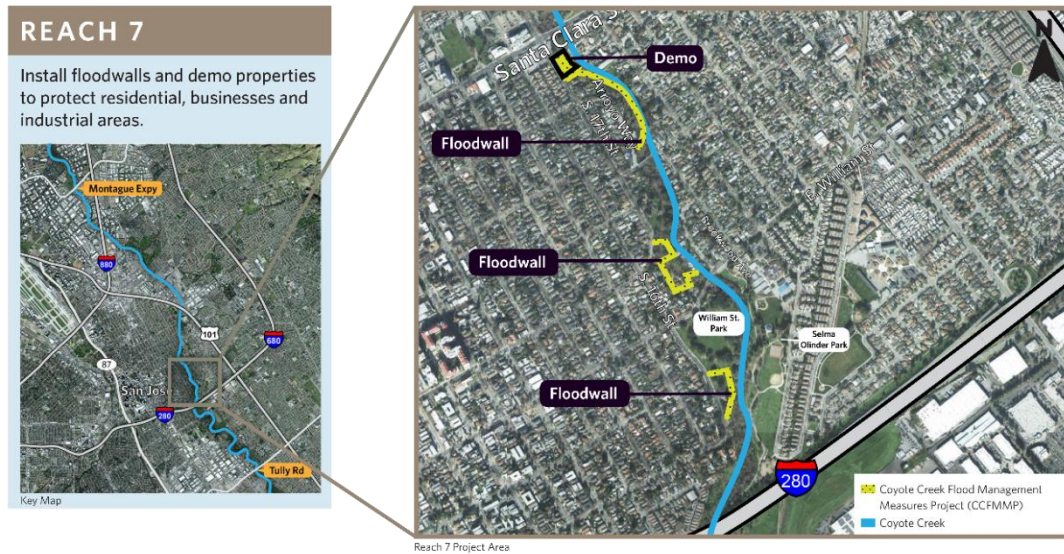 REACH 7
Install floodwalls and demo properties
to protect residential, businesses and
industrial areas.
Montague Expy
880
101
680
87
San Jose
280
Tully Rd
Key Map
N
Santa Clara S
Demo
Arroyo Way
S 17th St
Floodwall
E William St
Floodwall
S 16th St
William St.
Park
Selma
Olinder Park
Floodwall
280
Coyote Creek Flood Management
Measures Project (CCFMMP)
Coyote Creek
Reach 7 Project Area